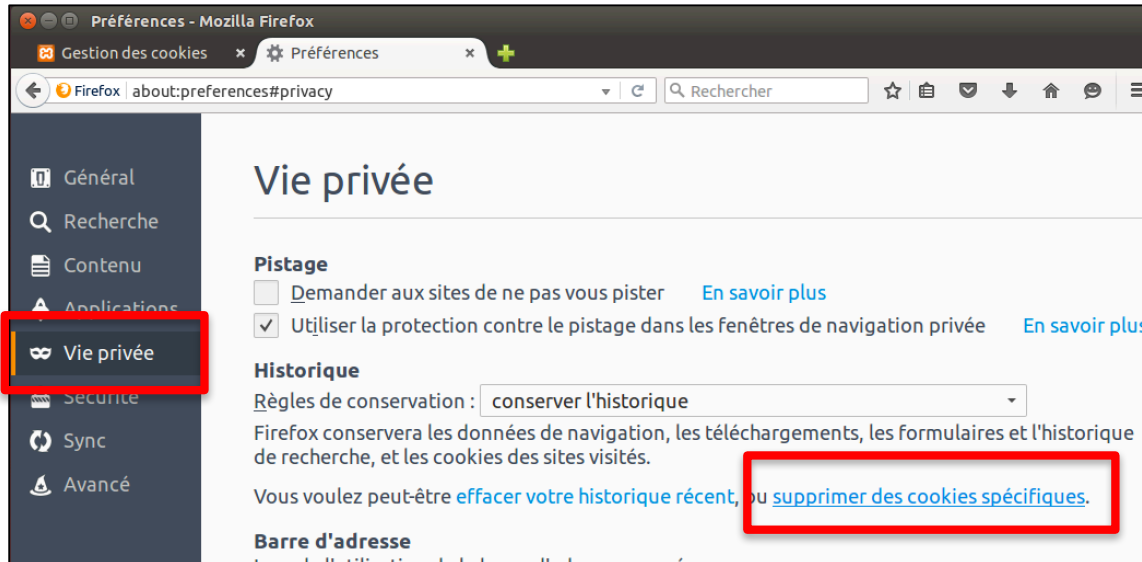 Préférences - Mozilla Firefox
Gestion des cookies
Préférences
Firefox about:preferences#privacy
Rechercher
Général
Recherche
Contenu
Applications
Vie privée
Sécurité
Sync
Avancé
Vie privée
Pistage
Demander aux sites de ne pas vous pister En savoir plus
Utiliser la protection contre le pistage dans les fenêtres de navigation privée En savoir plus
Historique
Règles de conservation : conserver l'historique
Firefox conservera les données de navigation, les téléchargements, les formulaires et l'historique
de recherche, et les cookies des sites visités.
Vous voulez peut-être effacer votre historique récent, ou supprimer des cookies spécifiques.
Barre d'adresse